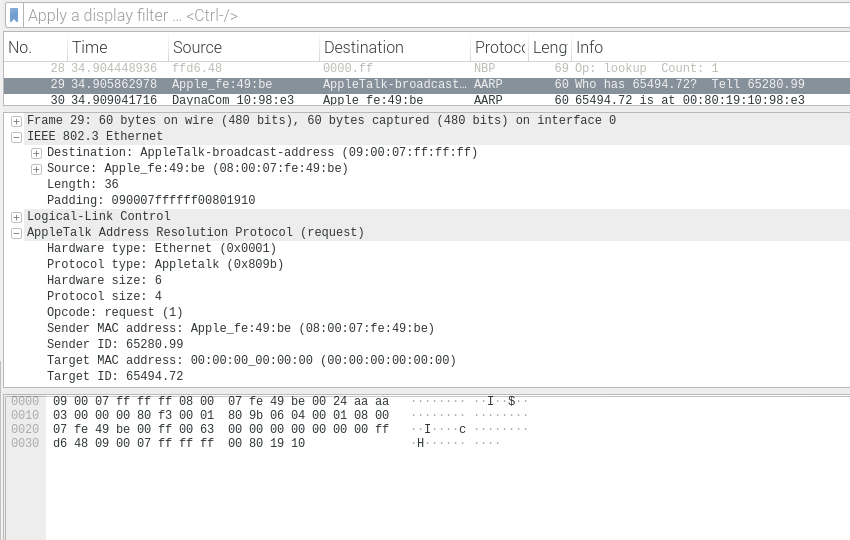 Apply a display filter ... <Ctrl-/>
No. Time Source Destination Protocc Leng Info
28 34.904448936 ffd6.48 0000.ff NBP 69 Op: lookup Count: 1
29 34.905862978 Apple_fe:49:be AppleTalk-broadcast… AARP 60 Who has 65494.72? Tell 65280.99
30 34.909041716 DaynaCom_10:98:e3 Apple_fe:49:be AARP 60 65494.72 is at 00:80:19:10:98:e3
Frame 29: 60 bytes on wire (480 bits), 60 bytes captured (480 bits) on interface 0
IEEE 802.3 Ethernet
Destination: AppleTalk-broadcast-address (09:00:07:ff:ff:ff)
Source: Apple_fe:49:be (08:00:07:fe:49:be)
Length: 36
Padding: 090007ffffff00801910
Logical-Link Control
AppleTalk Address Resolution Protocol (request)
Hardware type: Ethernet (0x0001)
Protocol type: Appletalk (0x809b)
Hardware size: 6
Protocol size: 4
Opcode: request (1)
Sender MAC address: Apple_fe:49:be (08:00:07:fe:49:be)
Sender ID: 65280.99
Target MAC address: 00:00:00_00:00:00 (00:00:00:00:00:00)
Target ID: 65494.72
0000 09 00 07 ff ff ff 08 00 07 fe 49 be 00 24 aa aa ········ ··I··$··
0010 03 00 00 00 80 f3 00 01 80 9b 06 04 00 01 08 00 ········ ········
0020 07 fe 49 be 00 ff 00 63 00 00 00 00 00 00 00 ff ··I····c ········
0030 d6 48 09 00 07 ff ff ff 00 80 19 10 ·H······ ····